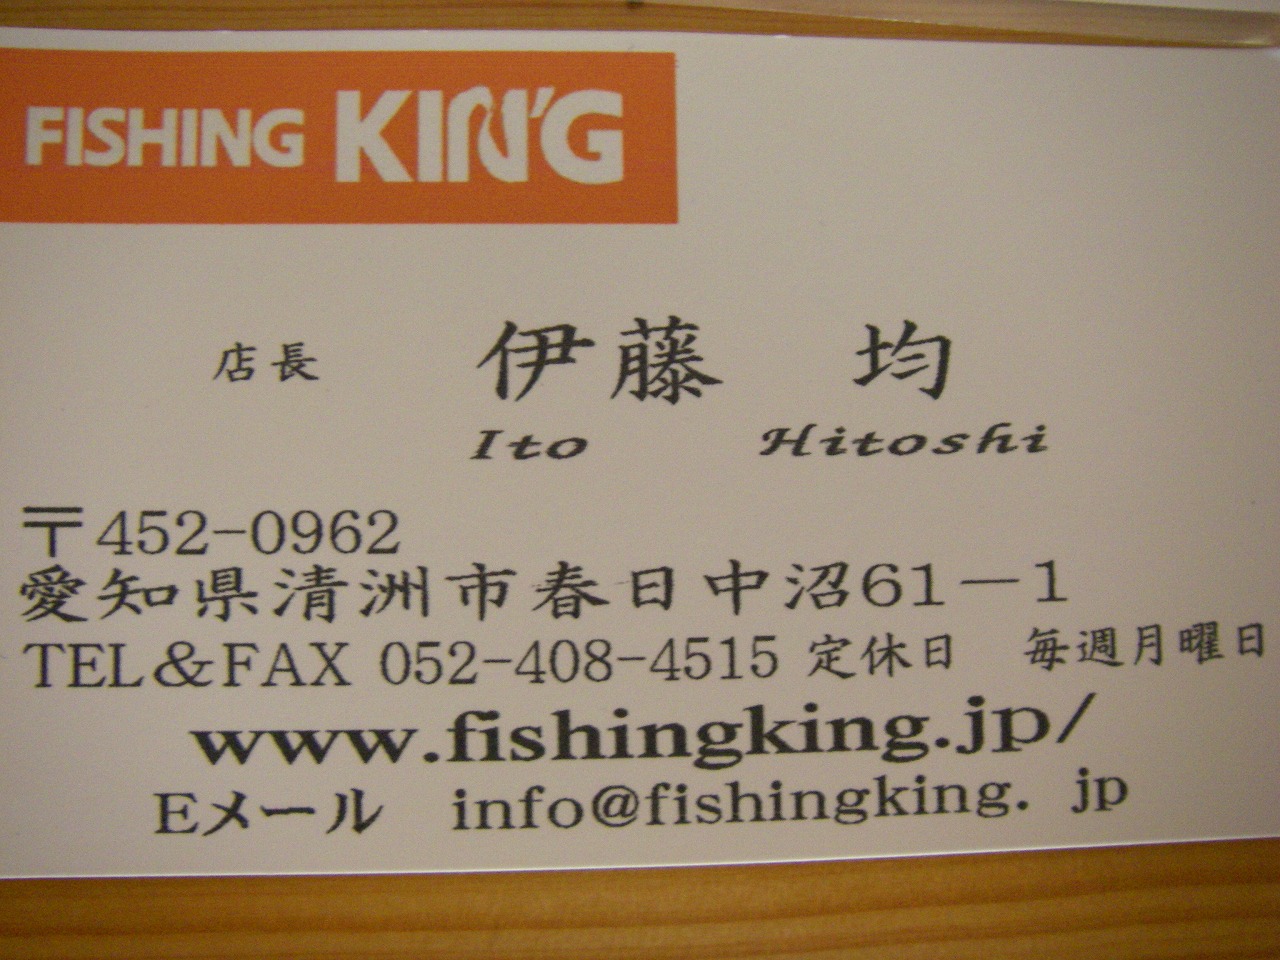 FISHING KIN'G
店長 伊藤 均
Ito Hitoshi
〒452-0962
愛知県清洲市春日中沼61－1
TEL&FAX 052-408-4515 定休日 毎週月曜日
www.fishingking.jp/
Eメール info@fishingking. jp